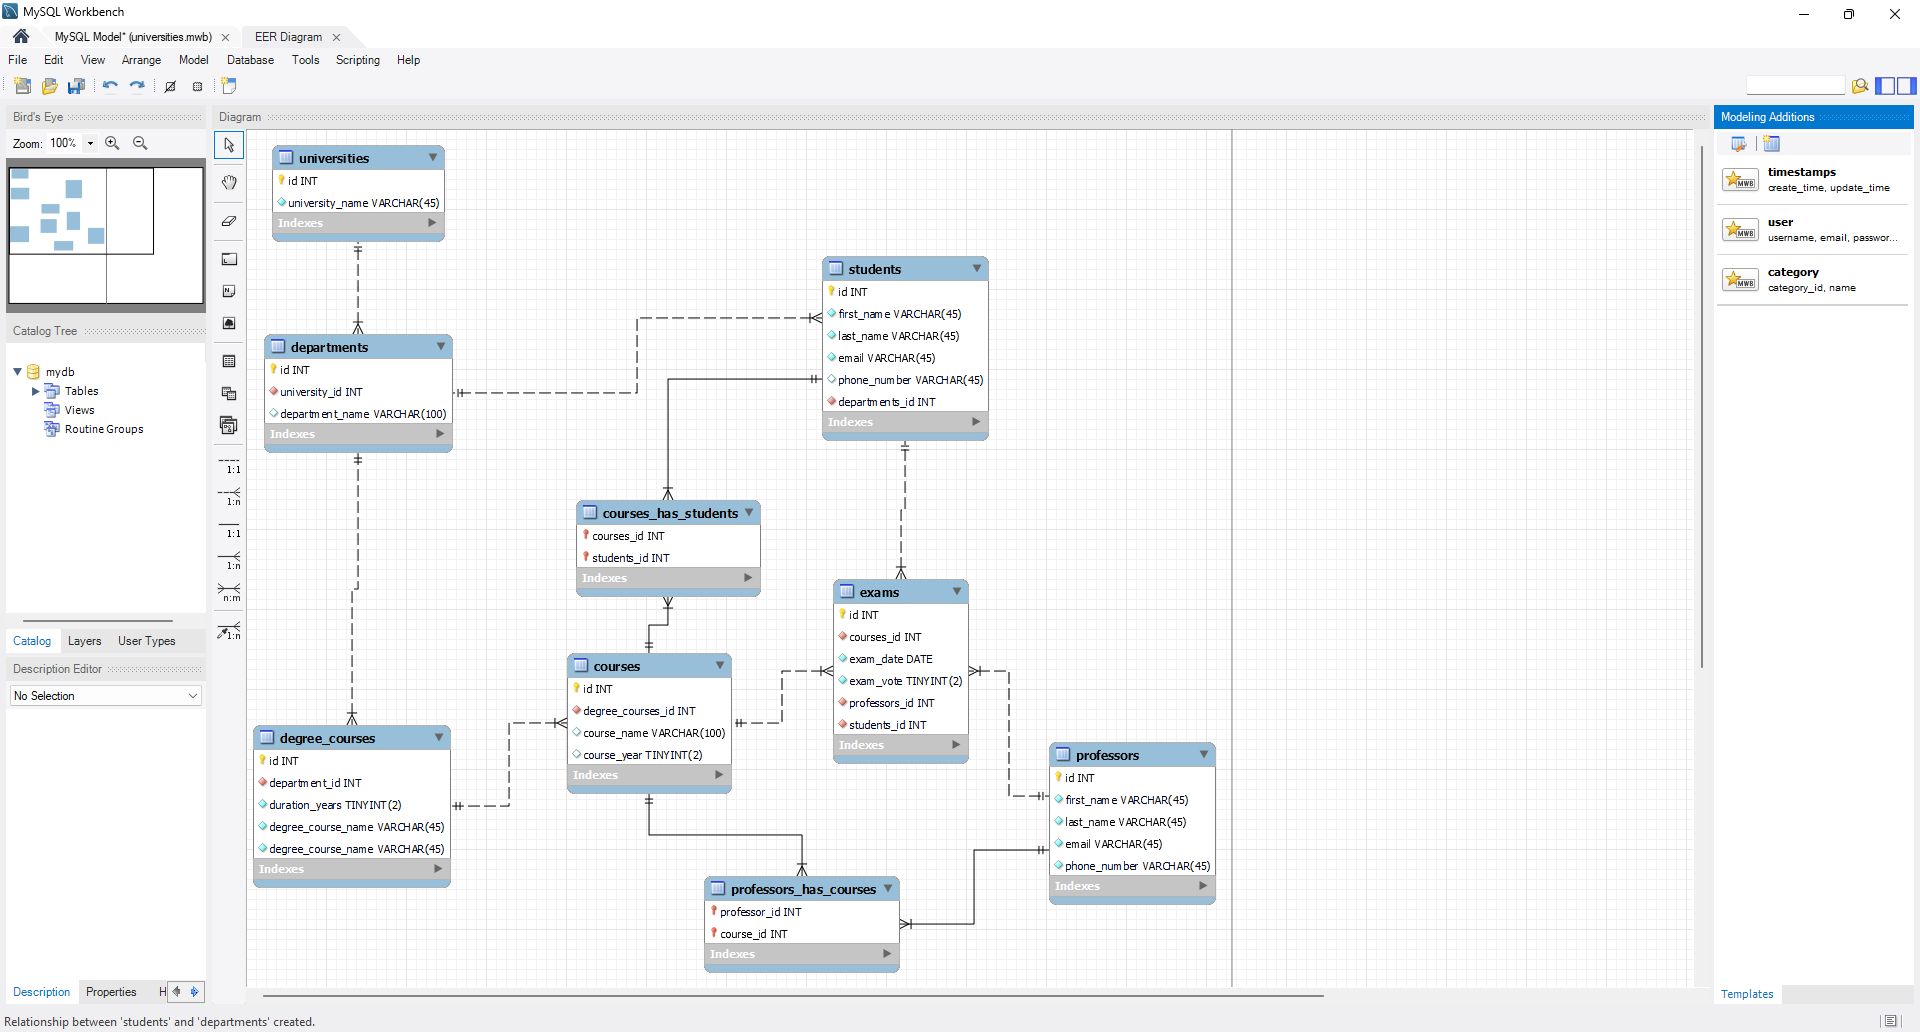 MySQL Workbench
MySQL Model* (universities.mwb)
EER Diagram
File Edit View Arrange Model Database Tools Scripting Help
Bird's Eye
Zoom: 100%
Catalog Tree
mydb
Tables
Views
Routine Groups
Catalog Layers User Types
Description Editor
No Selection
Description Properties H
Relationship between 'students' and 'departments' created.
Diagram
1:1
1:n
1:1
1:n
n:m
1:n
universities
id INT
university_name VARCHAR(45)
Indexes
departments
id INT
university_id INT
department_name VARCHAR(100)
Indexes
students
id INT
first_name VARCHAR(45)
last_name VARCHAR(45)
email VARCHAR(45)
phone_number VARCHAR(45)
departments_id INT
Indexes
courses_has_students
courses_id INT
students_id INT
Indexes
exams
id INT
courses_id INT
exam_date DATE
exam_vote TINYINT(2)
professors_id INT
students_id INT
Indexes
courses
id INT
degree_courses_id INT
course_name VARCHAR(100)
course_year TINYINT(2)
Indexes
degree_courses
id INT
department_id INT
duration_years TINYINT(2)
degree_course_name VARCHAR(45)
degree_course_name VARCHAR(45)
Indexes
professors
id INT
first_name VARCHAR(45)
last_name VARCHAR(45)
email VARCHAR(45)
phone_number VARCHAR(45)
Indexes
professors_has_courses
professor_id INT
course_id INT
Indexes
Modeling Additions
MWB
timestamps
create_time, update_time
MWB
user
username, email, passwor...
MWB
category
category_id, name
Templates